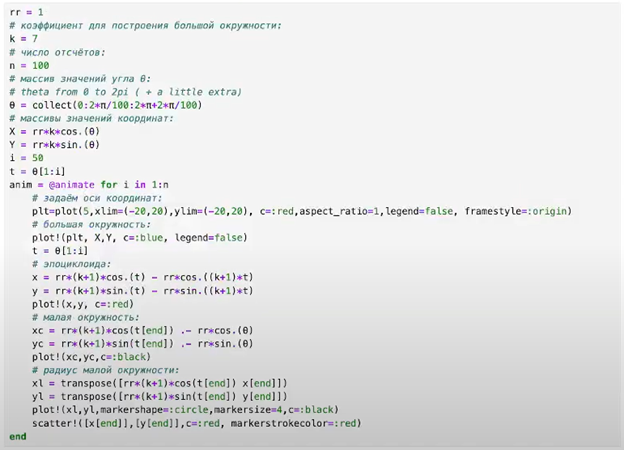 rr = 1
# коэффициент для построения большой окружности:
k = 7
# число отсчётов:
n = 100
# массив значений угла θ:
# theta from 0 to 2pi ( + a little extra)
θ = collect(0:2*π/100:2*π+2*π/100)
# массивы значений координат:
X = rr*k*cos.(θ)
Y = rr*k*sin.(θ)
i = 50
t = θ[1:i]
anim = @animate for i in 1:n
# задаём оси координат:
plt=plot(5,xlim=(-20,20),ylim=(-20,20), c=:red,aspect_ratio=1,legend=false, framestyle=:origin)
# большая окружность:
plot!(plt, X,Y, c=:blue, legend=false)
t = θ[1:i]
# эпоциклоида:
x = rr*(k+1)*cos.(t) - rr*cos.((k+1)*t)
y = rr*(k+1)*sin.(t) - rr*sin.((k+1)*t)
plot!(x,y, c=:red)
# малая окружность:
xc = rr*(k+1)*cos(t[end]) .- rr*cos.(θ)
yc = rr*(k+1)*sin(t[end]) .- rr*sin.(θ)
plot!(xc,yc,c=:black)
# радиус малой окружности:
xl = transpose([rr*(k+1)*cos(t[end]) x[end]])
yl = transpose([rr*(k+1)*sin(t[end]) y[end]])
plot!(xl,yl,markershape=:circle,markersize=4,c=:black)
scatter!([x[end]],[y[end]],c=:red, markerstrokecolor=:red)
end